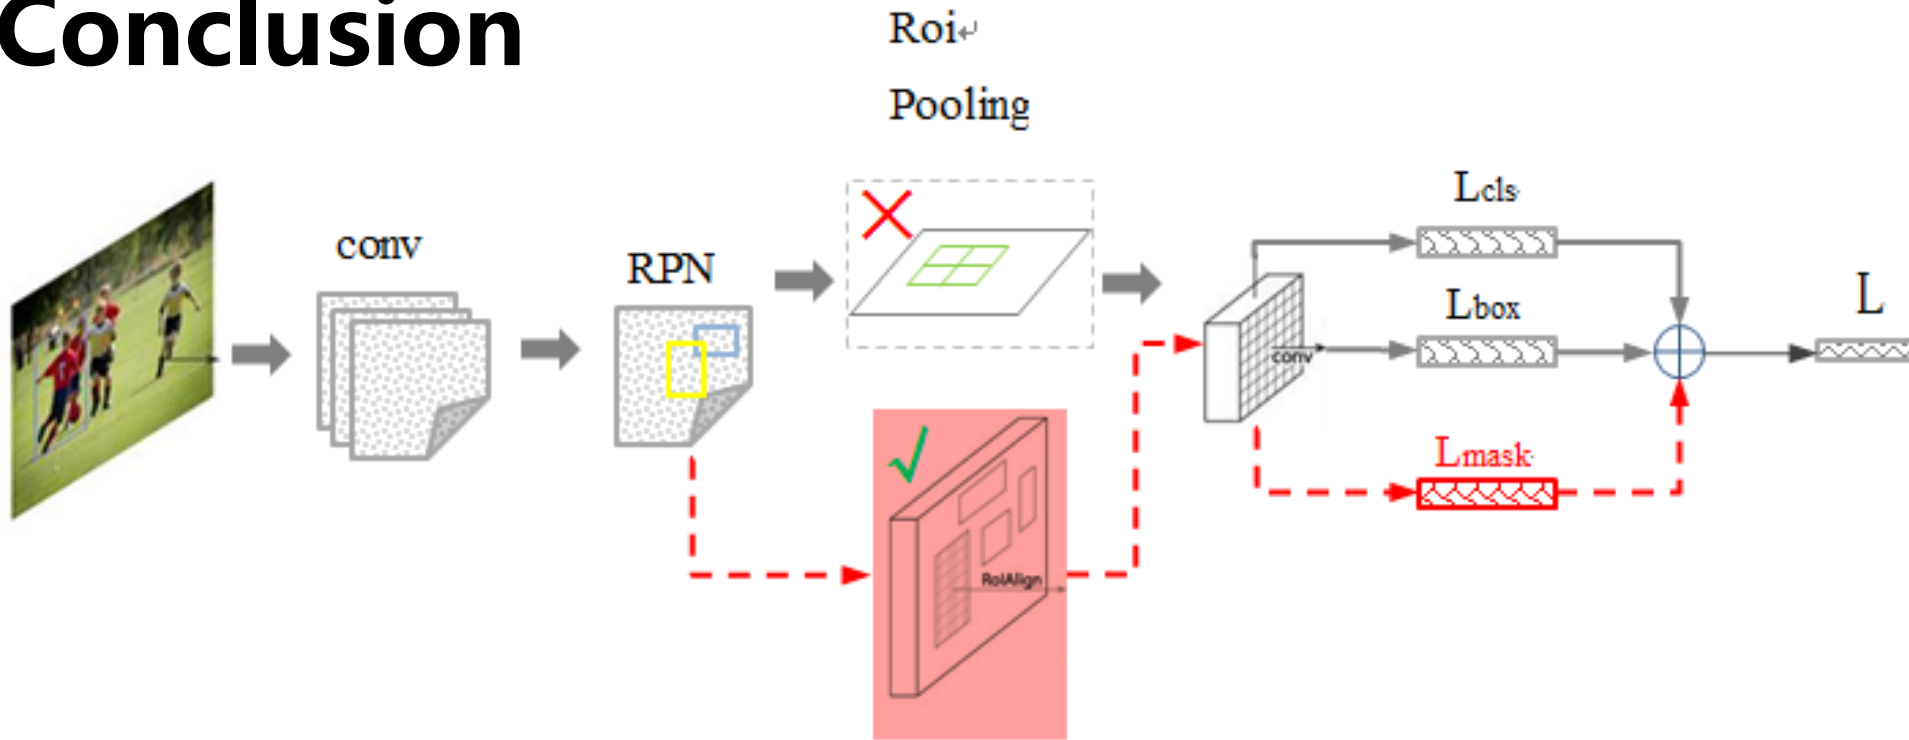 Conclusion
Roi↵
Pooling
conv
RPN
RoIAlign
conv
Lcls
Lbox
Lmask
L